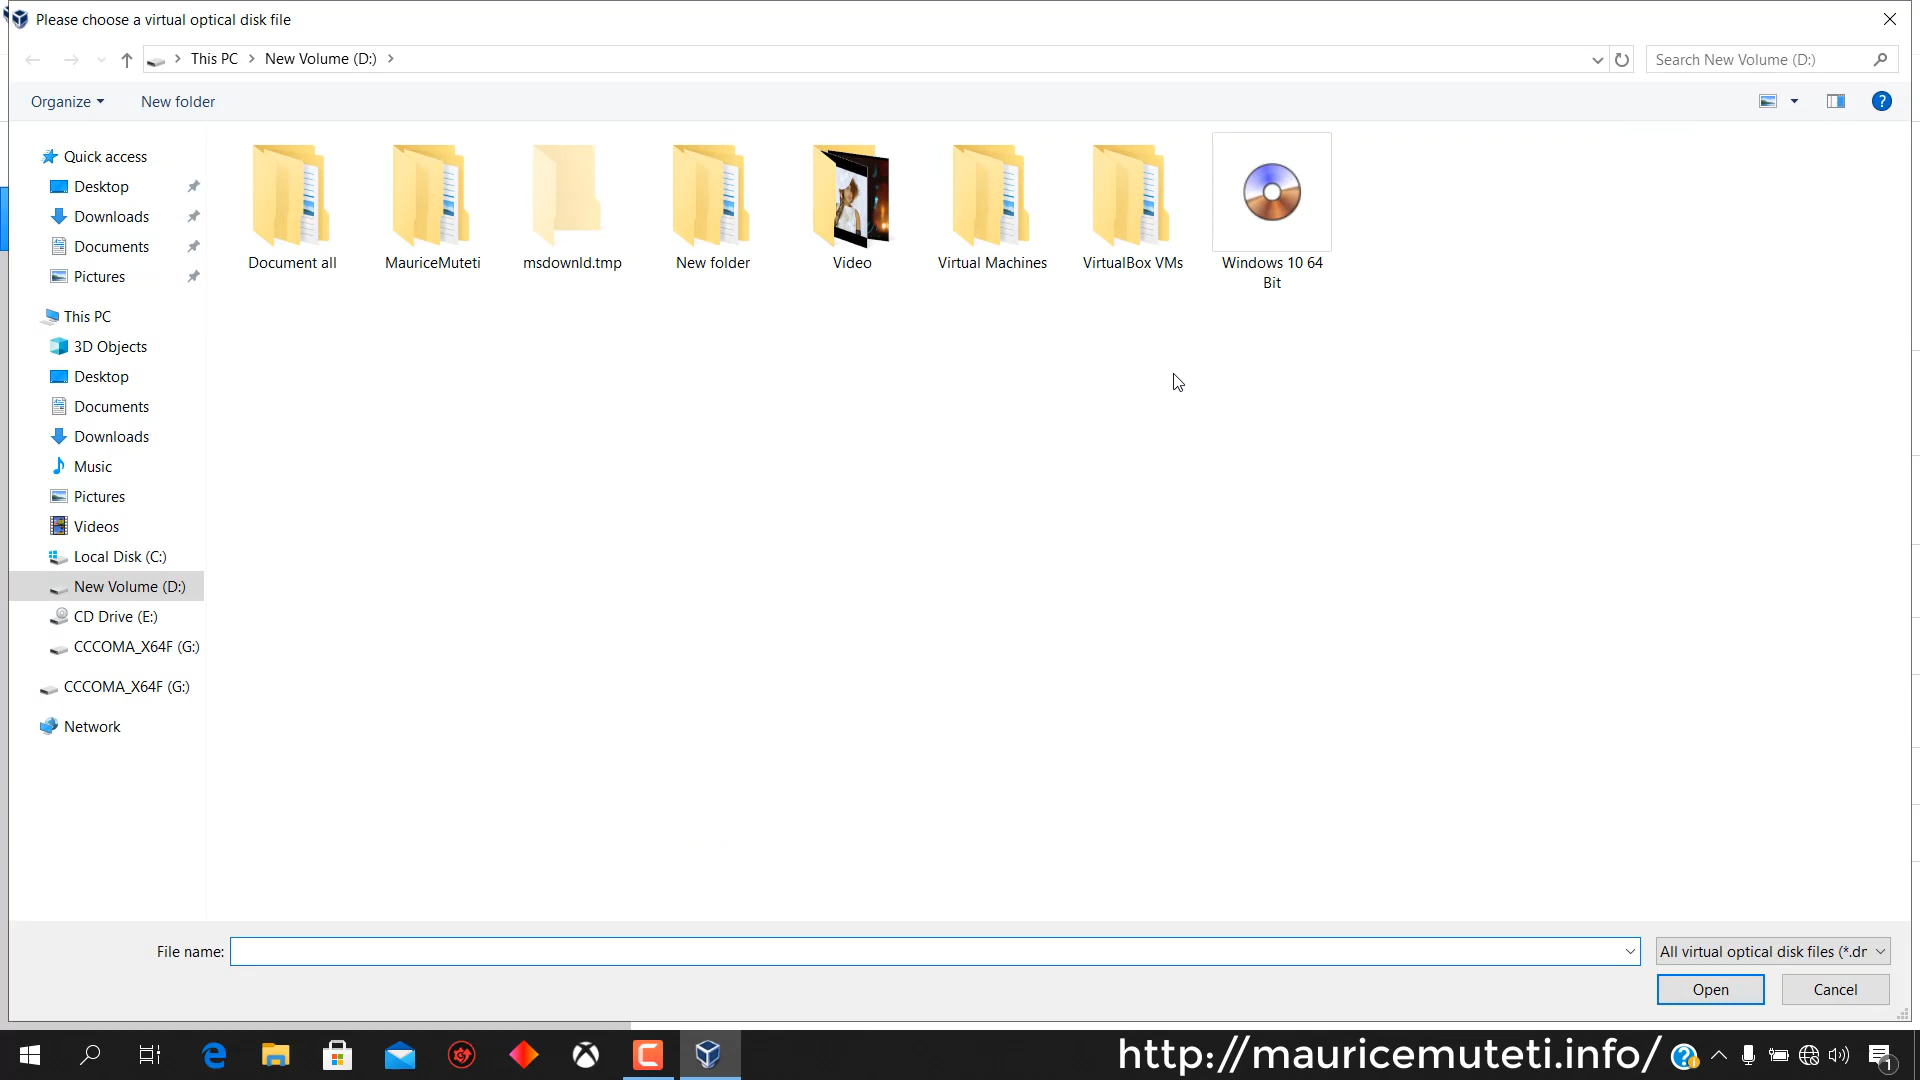 Please choose a virtual optical disk file
This PC
New Volume (D:)
Search New Volume (D:)
Organize
New folder
Quick access
Desktop
Downloads
Documents
Pictures
This PC
3D Objects
Desktop
Documents
Downloads
Music
Pictures
Videos
Local Disk (C:)
New Volume (D:)
CD Drive (E:)
CCCOMA_X64F (G:)
CCCOMA_X64F (G:)
Network
Document all
MauriceMuteti
msdownld.tmp
New folder
Video
Virtual Machines
VirtualBox VMs
Windows 10 64
Bit
File name:
All virtual optical disk files (*.dr
Open
Cancel
http://mauricemuteti.info/
1